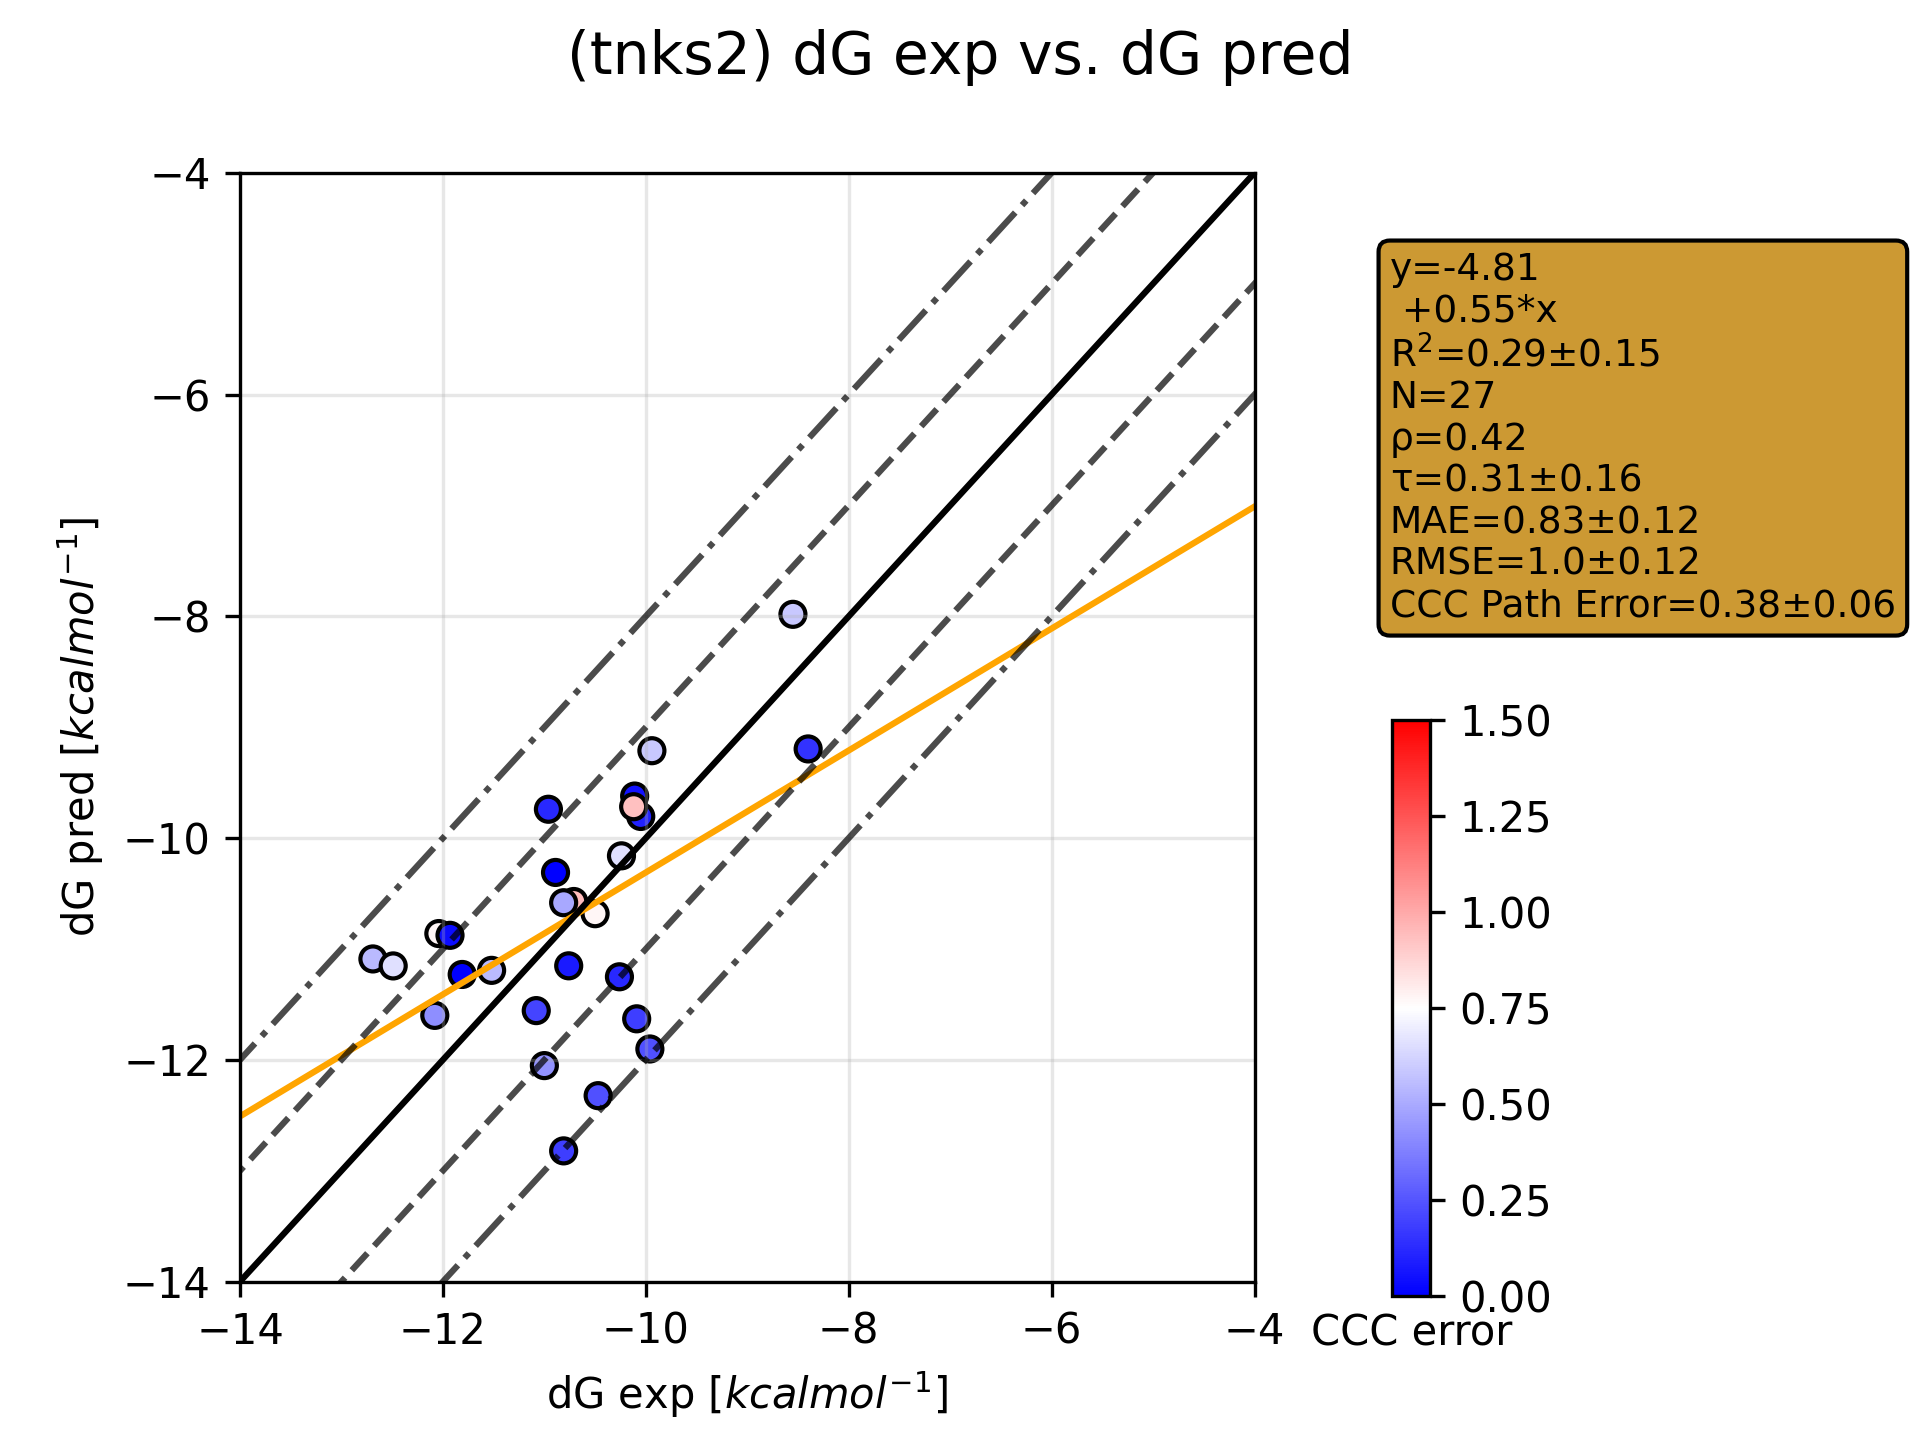 (tnks2) dG exp vs. dG pred
−4
−6
−8
−10
−12
−14
dG pred [kcalmol⁻¹]
−14 −12 −10 −8 −6 −4
dG exp [kcalmol⁻¹]
y=-4.81
+0.55*x
R²=0.29±0.15
N=27
ρ=0.42
τ=0.31±0.16
MAE=0.83±0.12
RMSE=1.0±0.12
CCC Path Error=0.38±0.06
1.50
1.25
1.00
0.75
0.50
0.25
0.00
CCC error